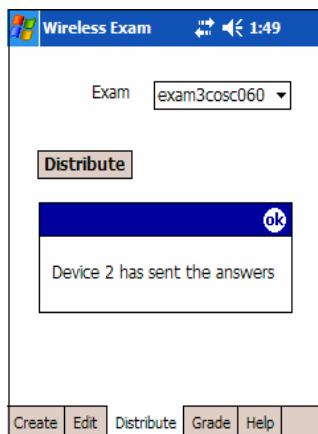 Wireless Exam 1:49
Exam exam3cosc060
Distribute
ok
Device 2 has sent the answers
Create Edit Distribute Grade Help